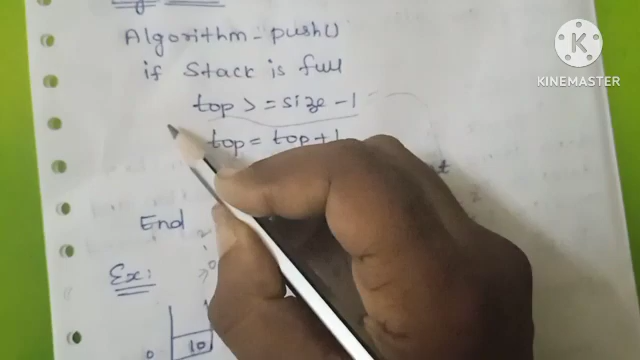 Algorithm - push()
if Stack is full
top >= size - 1
top = top + 1
End
Ex:
0 10
KINEMASTER